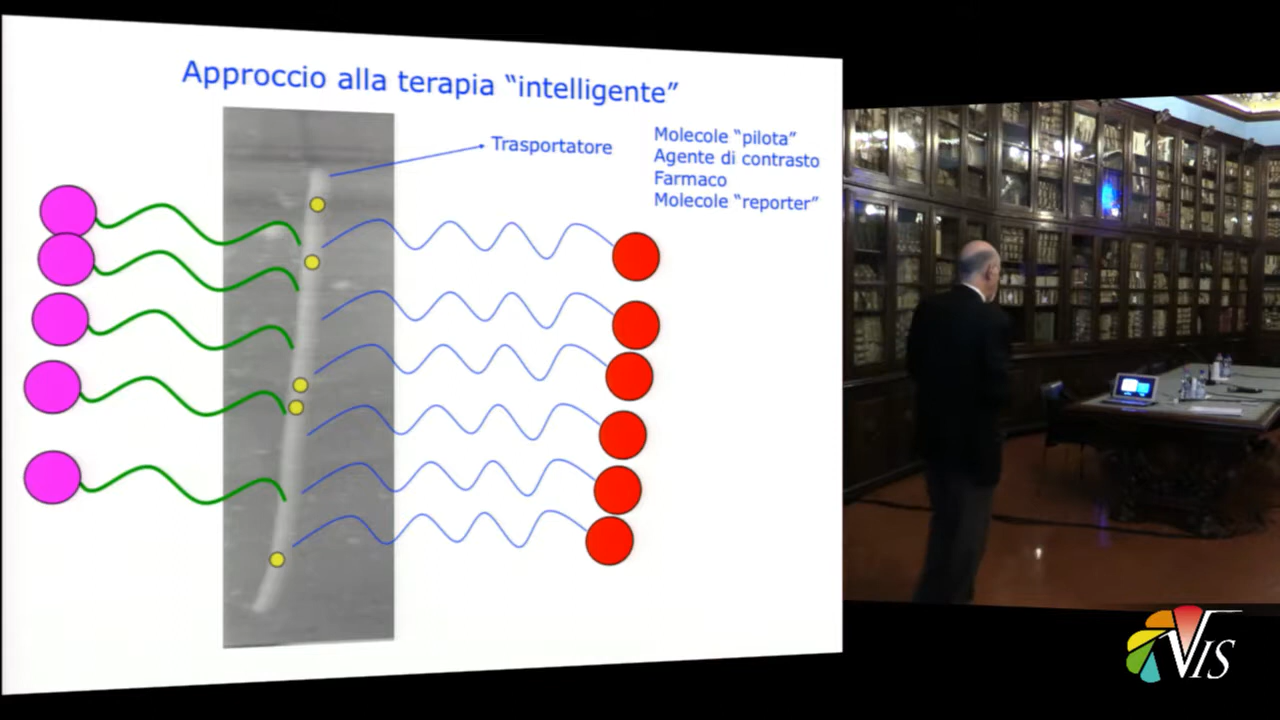 Approccio alla terapia “intelligente”
Trasportatore
Molecole “pilota”
Agente di contrasto
Farmaco
Molecole “reporter”
VIS